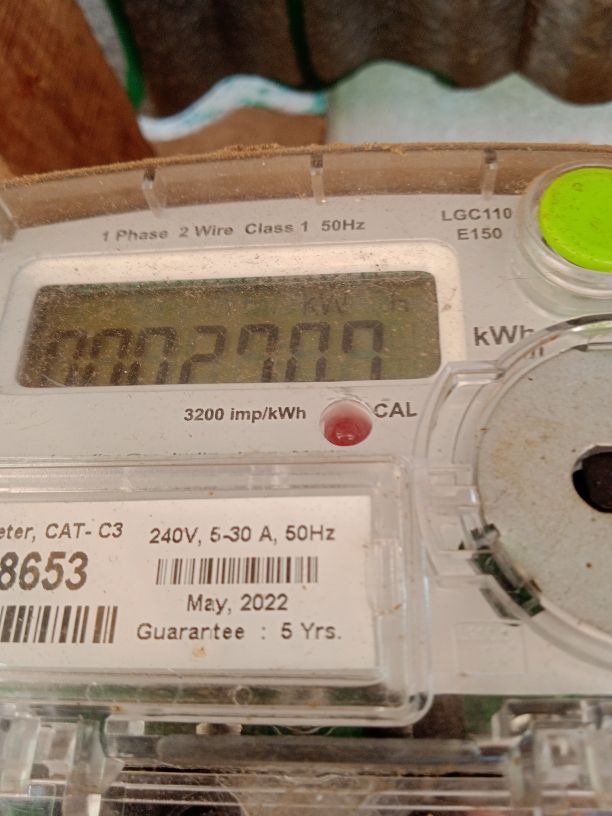 1 Phase 2 Wire Class 1 50Hz
LGC110
E150
kW h
0002707
kWh
3200 imp/kWh
CAL
eter, CAT- C3
8653
240V, 5-30 A, 50Hz
May, 2022
Guarantee : 5 Yrs.